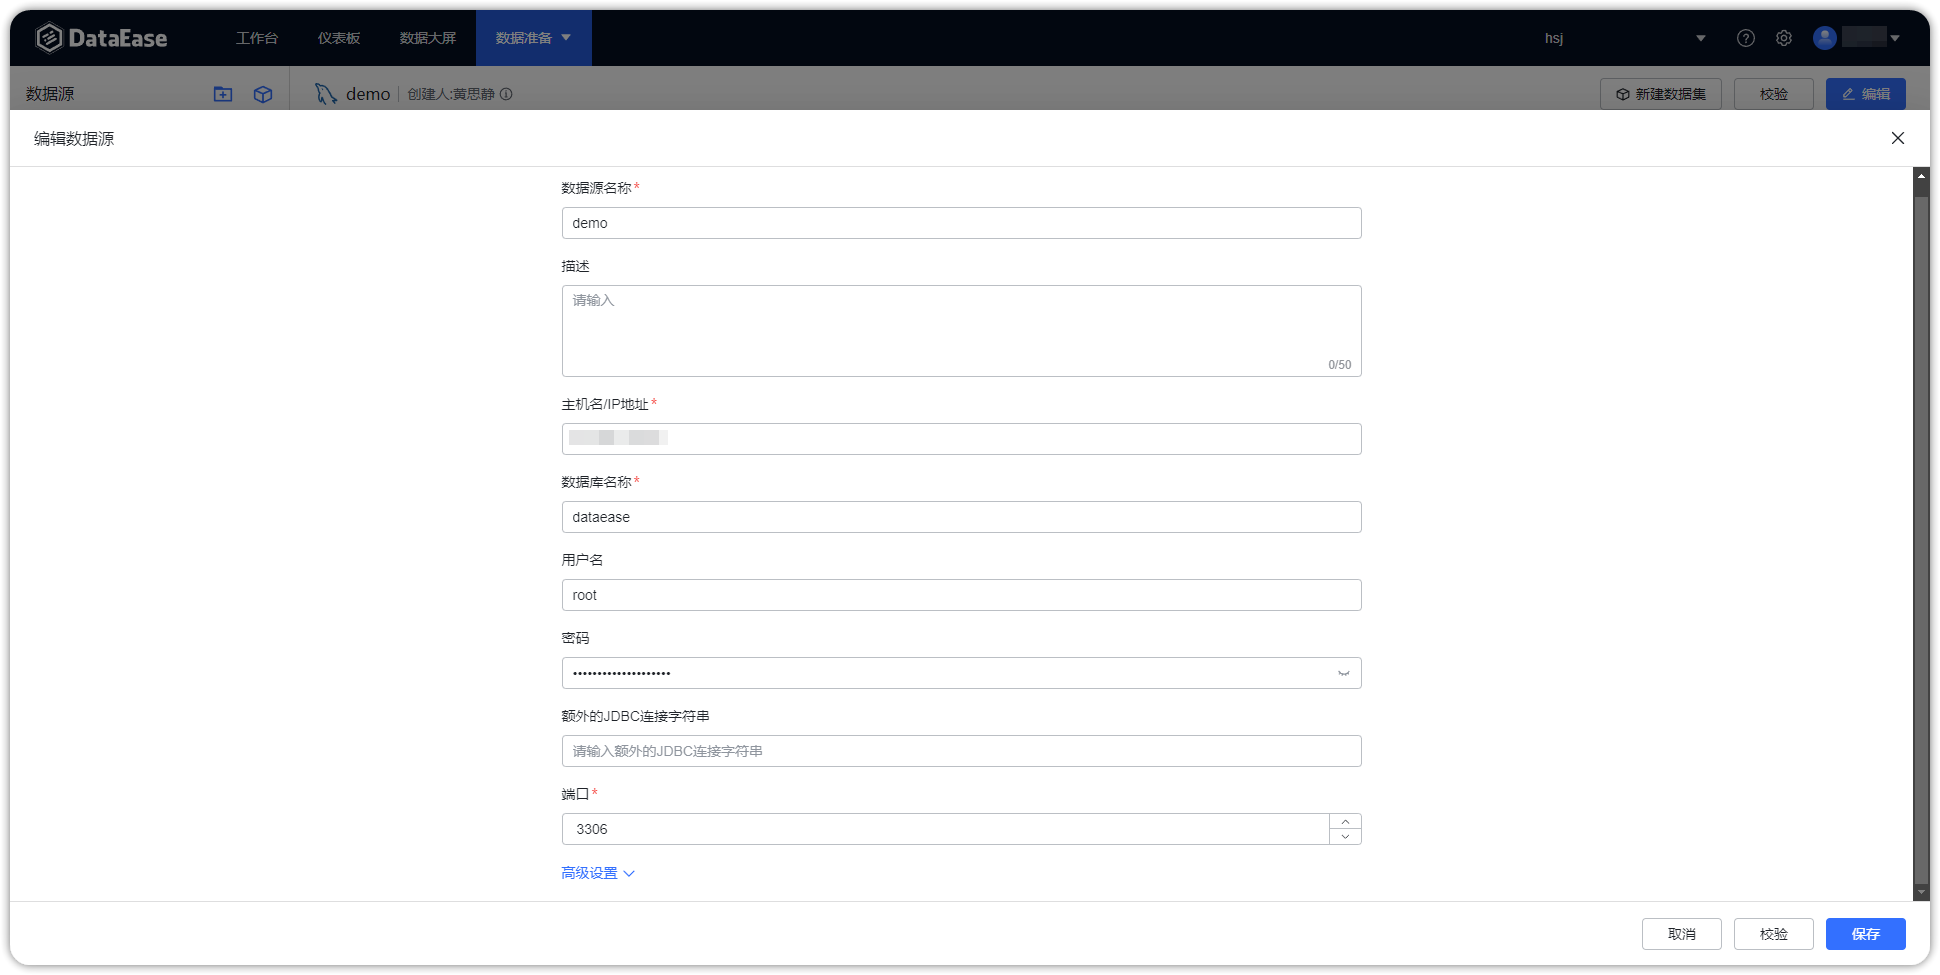 DataEase 工作台 仪表板 数据大屏 数据准备 hsj
数据源 demo 创建人:黄思静 新建数据集 校验 编辑
编辑数据源
数据源名称*
demo
描述
请输入
0/50
主机名/IP地址*
数据库名称*
dataease
用户名
root
密码
••••••••••••••••••••
额外的JDBC连接字符串
请输入额外的JDBC连接字符串
端口*
3306
高级设置
取消 校验 保存